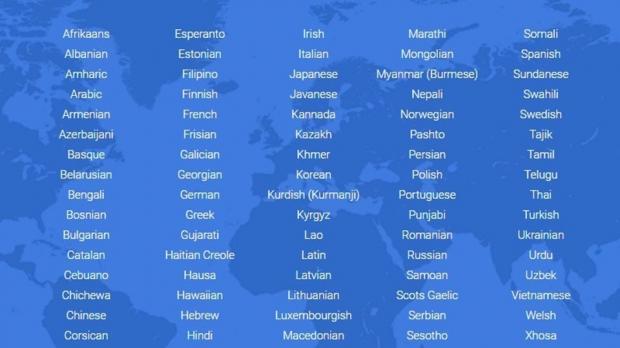 Afrikaans Esperanto Irish Marathi Somali
Albanian Estonian Italian Mongolian Spanish
Amharic Filipino Japanese Myanmar (Burmese) Sundanese
Arabic Finnish Javanese Nepali Swahili
Armenian French Kannada Norwegian Swedish
Azerbaijani Frisian Kazakh Pashto Tajik
Basque Galician Khmer Persian Tamil
Belarusian Georgian Korean Polish Telugu
Bengali German Kurdish (Kurmanji) Portuguese Thai
Bosnian Greek Kyrgyz Punjabi Turkish
Bulgarian Gujarati Lao Romanian Ukrainian
Catalan Haitian Creole Latin Russian Urdu
Cebuano Hausa Latvian Samoan Uzbek
Chichewa Hawaiian Lithuanian Scots Gaelic Vietnamese
Chinese Hebrew Luxembourgish Serbian Welsh
Corsican Hindi Macedonian Sesotho Xhosa